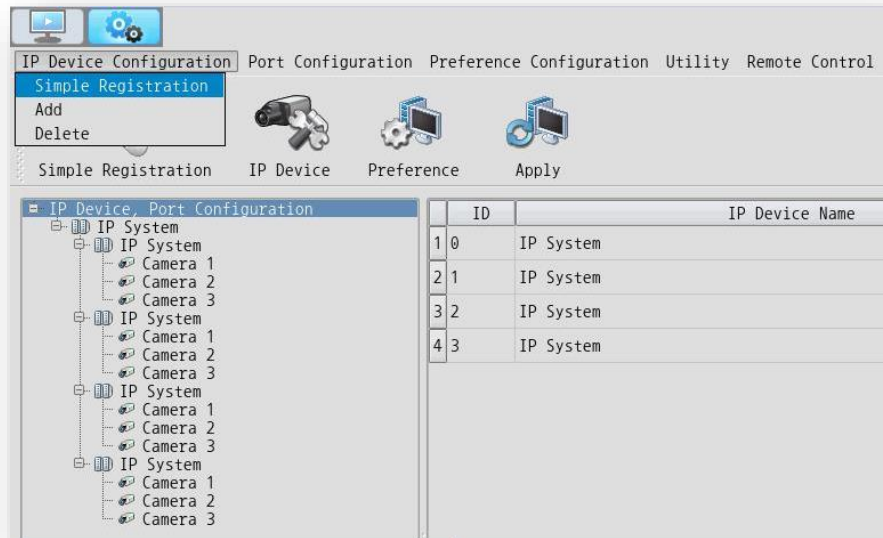 IP Device Configuration Port Configuration Preference Configuration Utility Remote Control
Simple Registration
Add
Delete
Simple Registration IP Device Preference Apply
IP Device, Port Configuration
IP System
IP System
Camera 1
Camera 2
Camera 3
IP System
Camera 1
Camera 2
Camera 3
IP System
Camera 1
Camera 2
Camera 3
IP System
Camera 1
Camera 2
Camera 3
ID IP Device Name
1 0 IP System
2 1 IP System
3 2 IP System
4 3 IP System